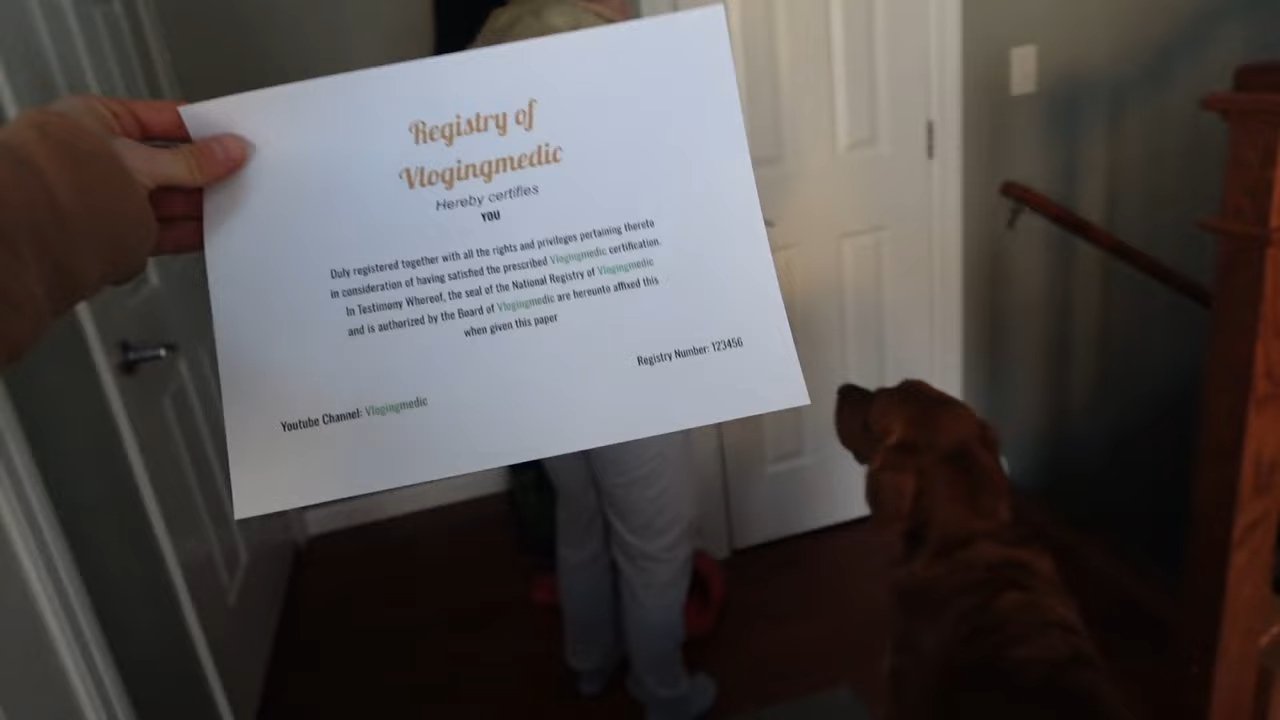 Registry of
Vlogingmedic
Hereby certifies
YOU
Duly registered together with all the rights and privileges pertaining thereto
in consideration of having satisfied the prescribed Vlogingmedic certification.
In Testimony Whereof, the seal of the National Registry of Vlogingmedic
and is authorized by the Board of Vlogingmedic are hereunto affixed this
when given this paper
Registry Number: 123456
Youtube Channel: Vlogingmedic